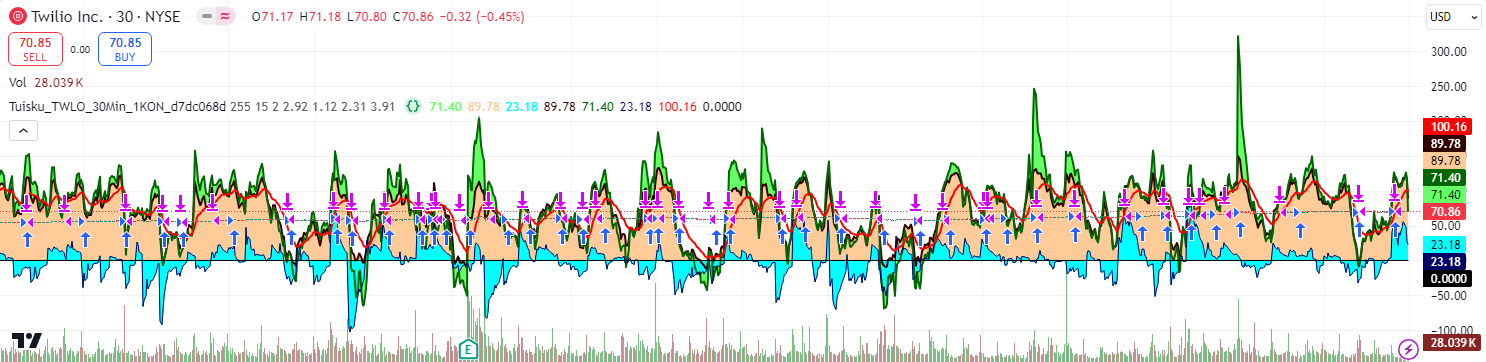 Twilio Inc. · 30 · NYSE O71.17 H71.18 L70.80 C70.86 −0.32 (−0.45%)
USD
70.85 SELL 0.00 70.85 BUY
Vol 28.039 K
Tuisku_TWLO_30Min_1KON_d7dc068d 255 15 2 2.92 1.12 2.31 3.91 {} 71.40 89.78 23.18 89.78 71.40 23.18 100.16 0.0000
300.00
250.00
100.16
89.78
89.78
71.40
71.40
70.86
50.00
23.18
23.18
0.0000
−50.00
−100.00
28.039 K
E